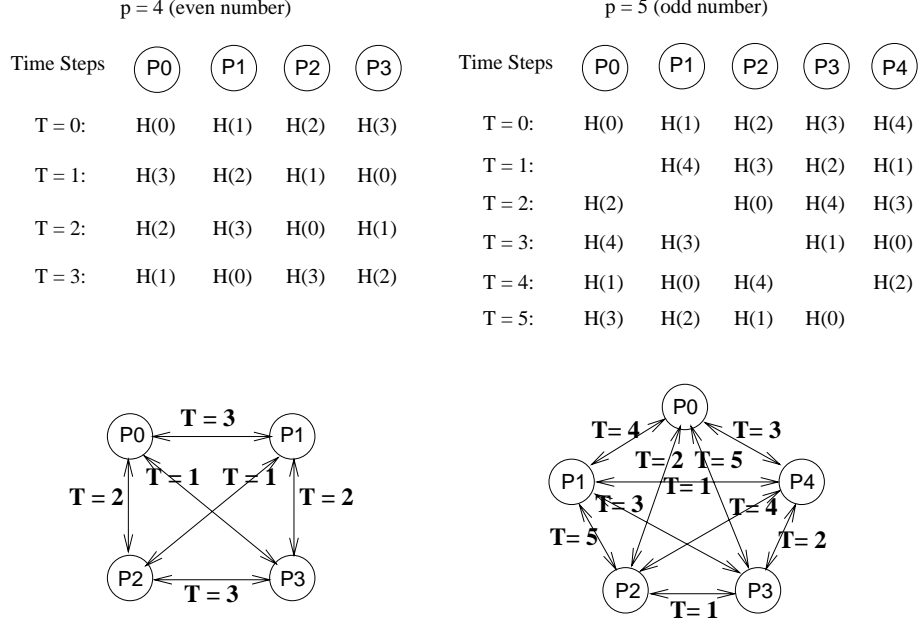 p = 4 (even number)
Time Steps P0 P1 P2 P3
T = 0: H(0) H(1) H(2) H(3)
T = 1: H(3) H(2) H(1) H(0)
T = 2: H(2) H(3) H(0) H(1)
T = 3: H(1) H(0) H(3) H(2)
p = 5 (odd number)
Time Steps P0 P1 P2 P3 P4
T = 0: H(0) H(1) H(2) H(3) H(4)
T = 1: H(4) H(3) H(2) H(1)
T = 2: H(2) H(0) H(4) H(3)
T = 3: H(4) H(3) H(1) H(0)
T = 4: H(1) H(0) H(4) H(2)
T = 5: H(3) H(2) H(1) H(0)
T = 3
P0 P1
T = 1 T = 1
T = 2 T = 2
P2 P3
T = 3
P0
T= 4 T= 3
T= 2 T= 5
P1 T= 1 P4
T= 3 T= 4
T= 5 T= 2
P2 P3
T= 1